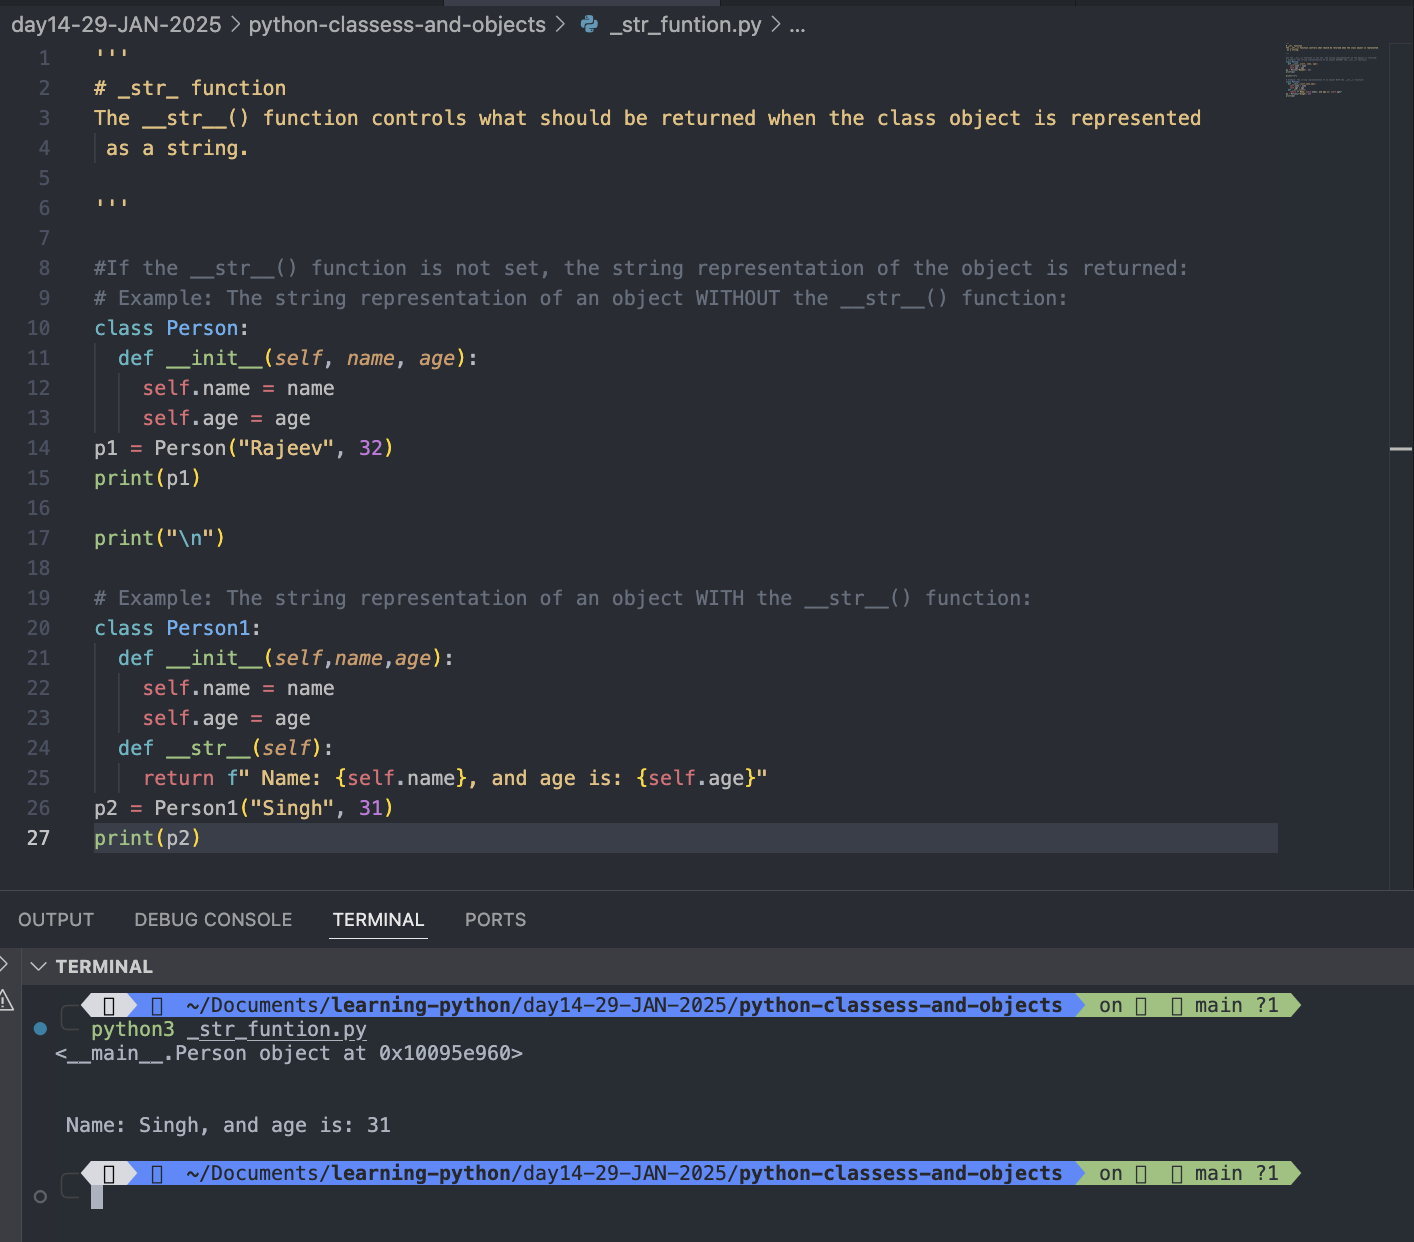 day14-29-JAN-2025 > python-classess-and-objects > _str_funtion.py > ...
1 '''
2 # _str_ function
3 The __str__() function controls what should be returned when the class object is represented
4 as a string.
5
6 '''
7
8 #If the __str__() function is not set, the string representation of the object is returned:
9 # Example: The string representation of an object WITHOUT the __str__() function:
10 class Person:
11 def __init__(self, name, age):
12 self.name = name
13 self.age = age
14 p1 = Person("Rajeev", 32)
15 print(p1)
16
17 print("\n")
18
19 # Example: The string representation of an object WITH the __str__() function:
20 class Person1:
21 def __init__(self,name,age):
22 self.name = name
23 self.age = age
24 def __str__(self):
25 return f" Name: {self.name}, and age is: {self.age}"
26 p2 = Person1("Singh", 31)
27 print(p2)
OUTPUT DEBUG CONSOLE TERMINAL PORTS
TERMINAL
~/Documents/learning-python/day14-29-JAN-2025/python-classess-and-objects on main ?1
python3 _str_funtion.py
<__main__.Person object at 0x10095e960>
Name: Singh, and age is: 31
~/Documents/learning-python/day14-29-JAN-2025/python-classess-and-objects on main ?1